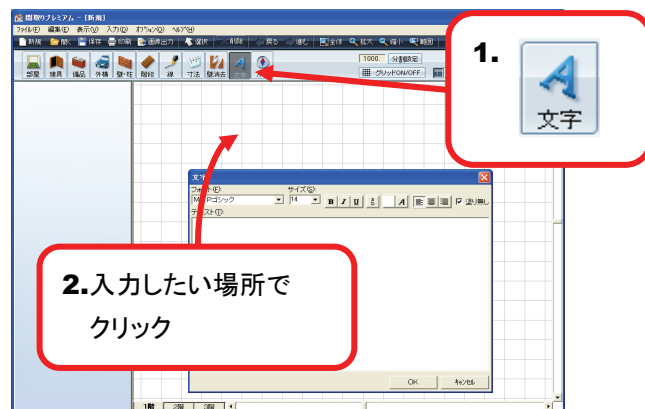 間取りプレミアム - [新規]
ファイル(F) 編集(E) 表示(V) 入力(D) オプション(O) ヘルプ(H)
新規 開く 保存 印刷 画像出力 選択 削除 戻る 進む 全体 拡大 縮小 範囲
部屋 建具 備品 外構 壁・柱 階段 線 寸法 壁消去 文字
1000. 分割設定
グリッドON/OFF
1.
文字
文字
フォント(F): サイズ(S):
MS Pゴシック 14 B I U A 塗り無し
テキスト(T):
2.入力したい場所で
クリック
OK キャンセル
1階 2階 3階